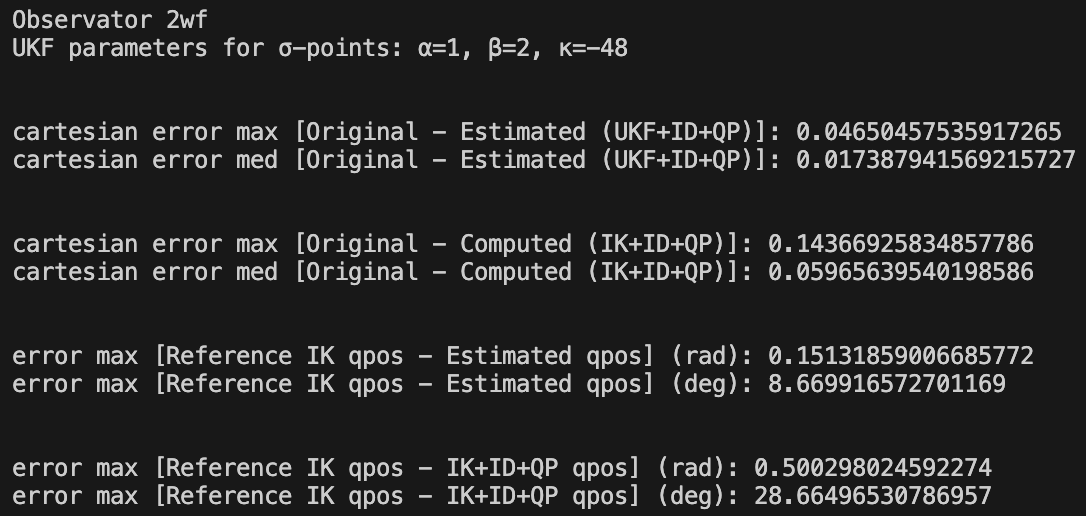 Observator 2wf
UKF parameters for σ-points: α=1, β=2, κ=-48
cartesian error max [Original - Estimated (UKF+ID+QP)]: 0.04650457535917265
cartesian error med [Original - Estimated (UKF+ID+QP)]: 0.017387941569215727
cartesian error max [Original - Computed (IK+ID+QP)]: 0.14366925834857786
cartesian error med [Original - Computed (IK+ID+QP)]: 0.05965639540198586
error max [Reference IK qpos - Estimated qpos] (rad): 0.15131859006685772
error max [Reference IK qpos - Estimated qpos] (deg): 8.669916572701169
error max [Reference IK qpos - IK+ID+QP qpos] (rad): 0.500298024592274
error max [Reference IK qpos - IK+ID+QP qpos] (deg): 28.66496530786957